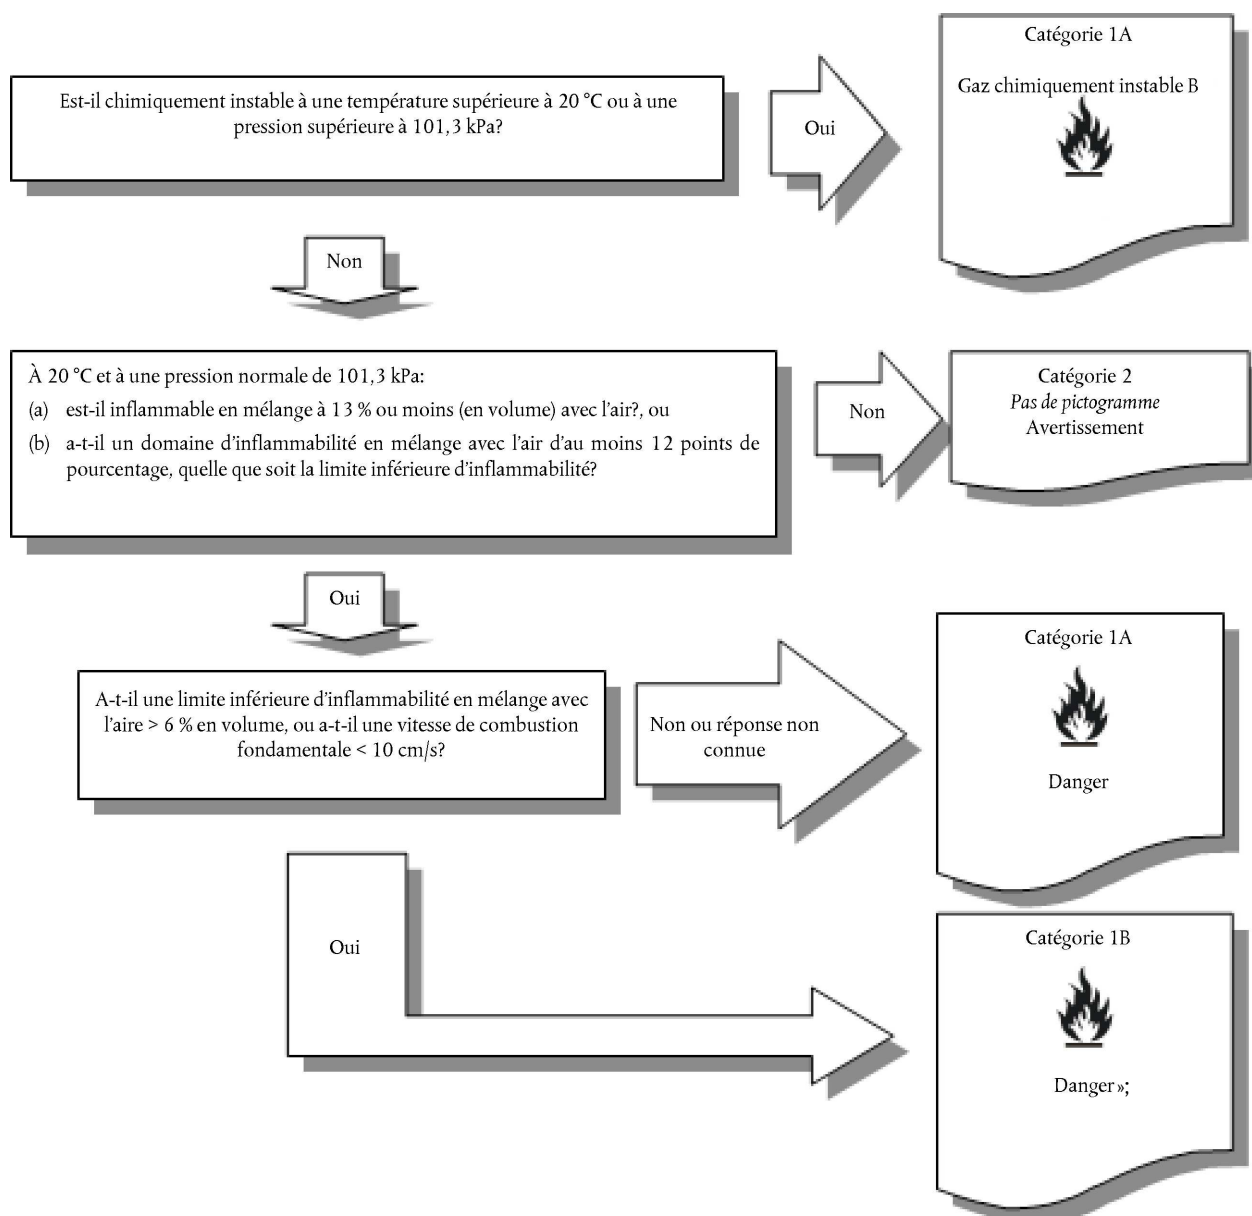 Est-il chimiquement instable à une température supérieure à 20 °C ou à une
pression supérieure à 101,3 kPa?
Oui
Catégorie 1A
Gaz chimiquement instable B
Non
À 20 °C et à une pression normale de 101,3 kPa:
(a) est-il inflammable en mélange à 13 % ou moins (en volume) avec l'air?, ou
(b) a-t-il un domaine d'inflammabilité en mélange avec l'air d'au moins 12 points de
pourcentage, quelle que soit la limite inférieure d'inflammabilité?
Non
Catégorie 2
Pas de pictogramme
Avertissement
Oui
A-t-il une limite inférieure d'inflammabilité en mélange avec
l'aire > 6 % en volume, ou a-t-il une vitesse de combustion
fondamentale < 10 cm/s?
Non ou réponse non
connue
Catégorie 1A
Danger
Oui
Catégorie 1B
Danger »;